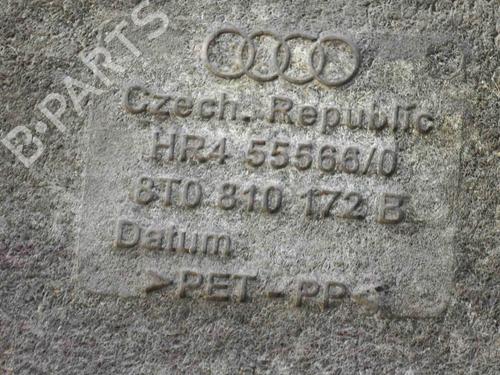 B-PARTS
Czech. Republic
HR4 55566/0
8T0 810 172 B
Datum
>PET - PP<